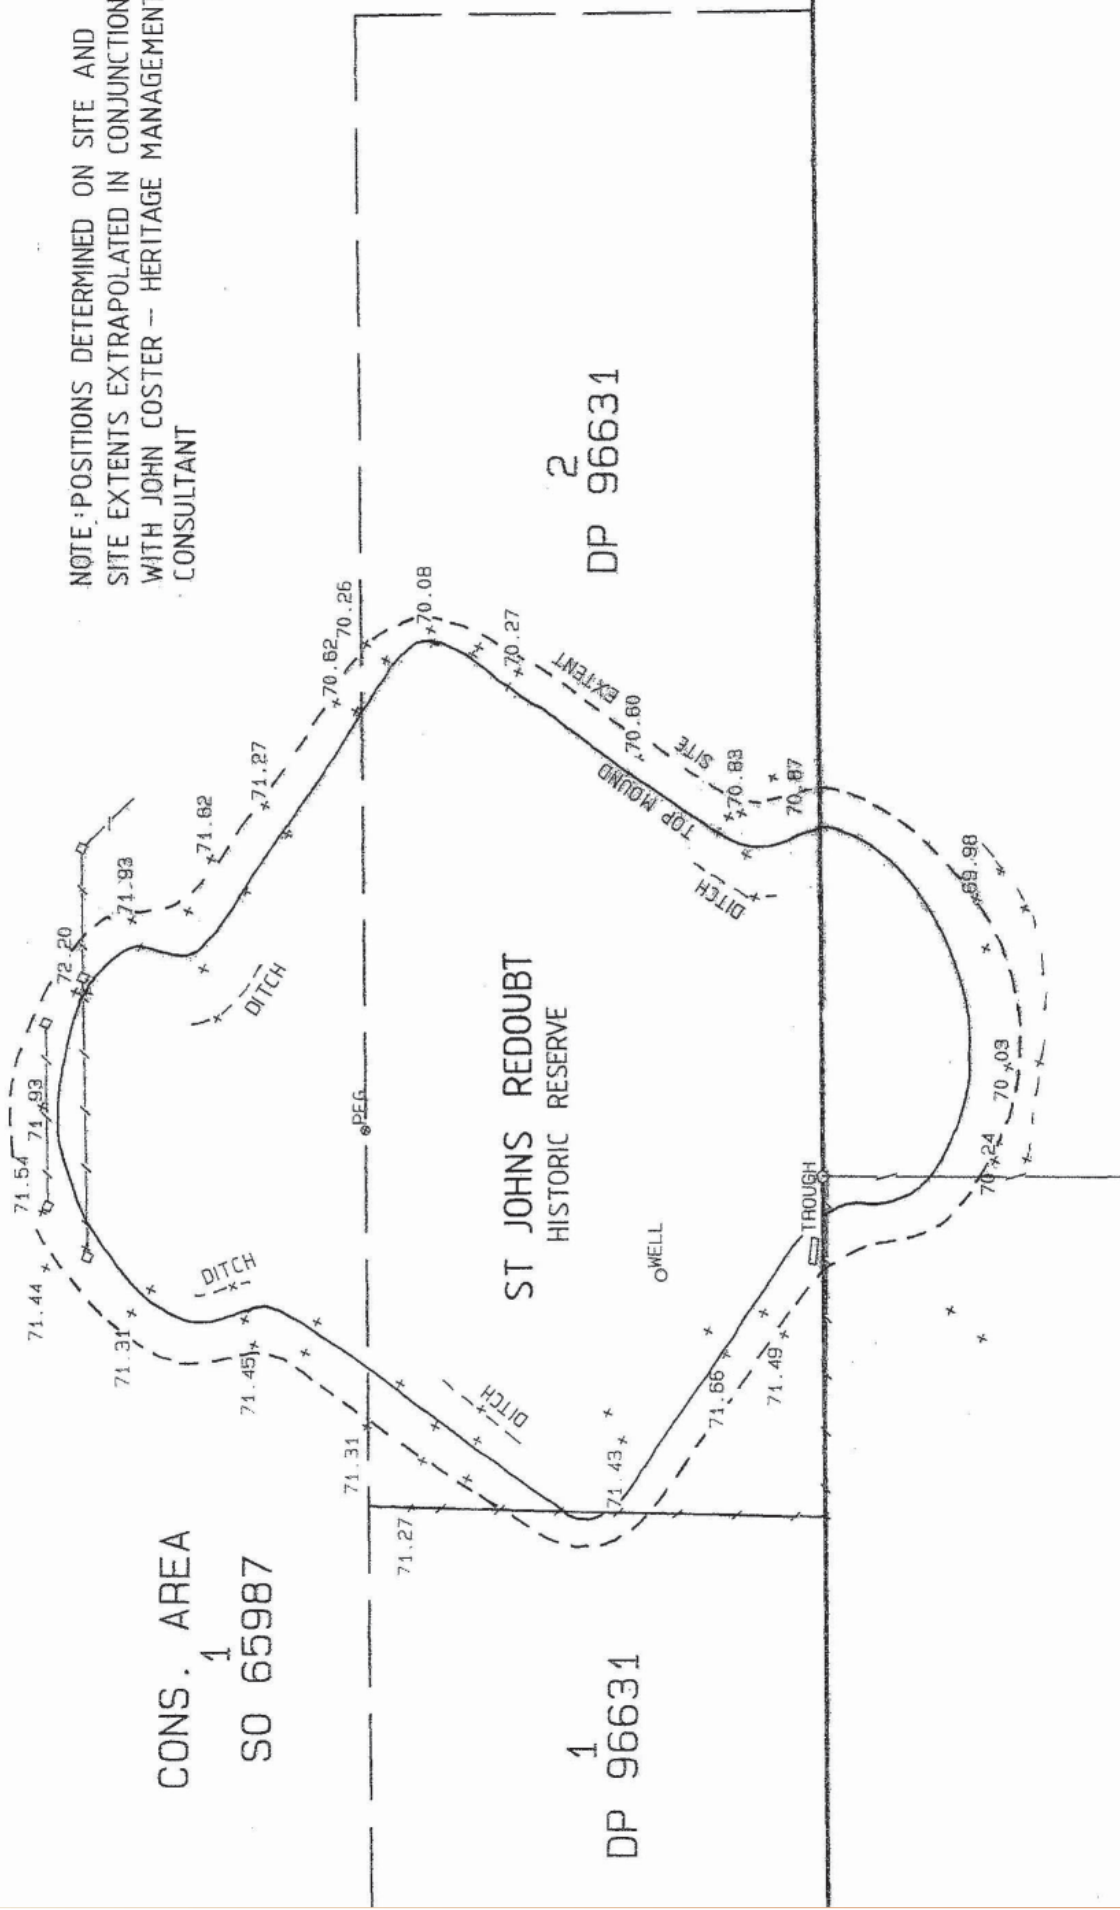 NOTE:POSITIONS DETERMINED ON SITE AND
SITE EXTENTS EXTRAPOLATED IN CONJUNCTION
WITH JOHN COSTER – HERITAGE MANAGEMENT
CONSULTANT
CONS. AREA
1
SO 65987
71.54
71.93
72.20
71.93
71.82
71.27
70.62
70.26
70.08
70.27
70.60
70.83
70.87
69.98
70.03
70.24
71.44
71.31
71.45
71.31
71.27
71.43
71.66
71.49
DITCH
DITCH
DITCH
DITCH
SITE EXTENT
TOP MOUND
PEG
ST JOHNS REDOUBT
HISTORIC RESERVE
WELL
TROUGH
1
DP 96631
2
DP 96631